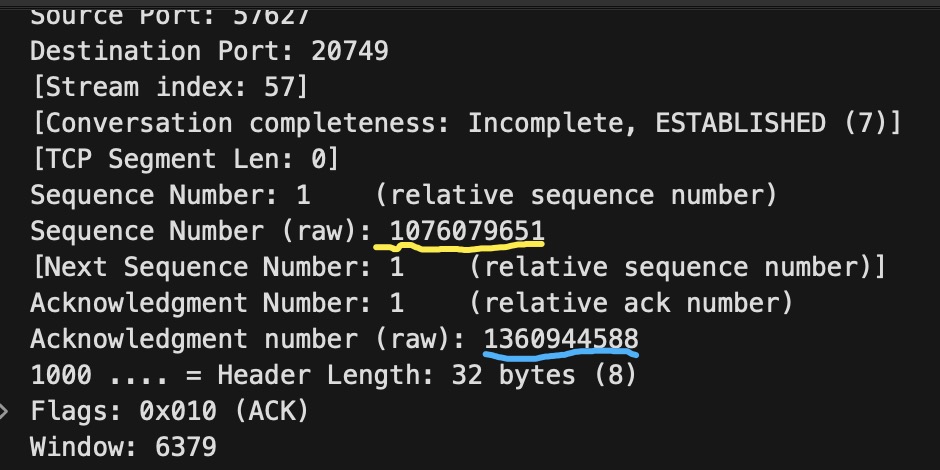 Source Port: 57627
Destination Port: 20749
[Stream index: 57]
[Conversation completeness: Incomplete, ESTABLISHED (7)]
[TCP Segment Len: 0]
Sequence Number: 1    (relative sequence number)
Sequence Number (raw): 1076079651
[Next Sequence Number: 1    (relative sequence number)]
Acknowledgment Number: 1    (relative ack number)
Acknowledgment number (raw): 1360944588
1000 .... = Header Length: 32 bytes (8)
Flags: 0x010 (ACK)
Window: 6379